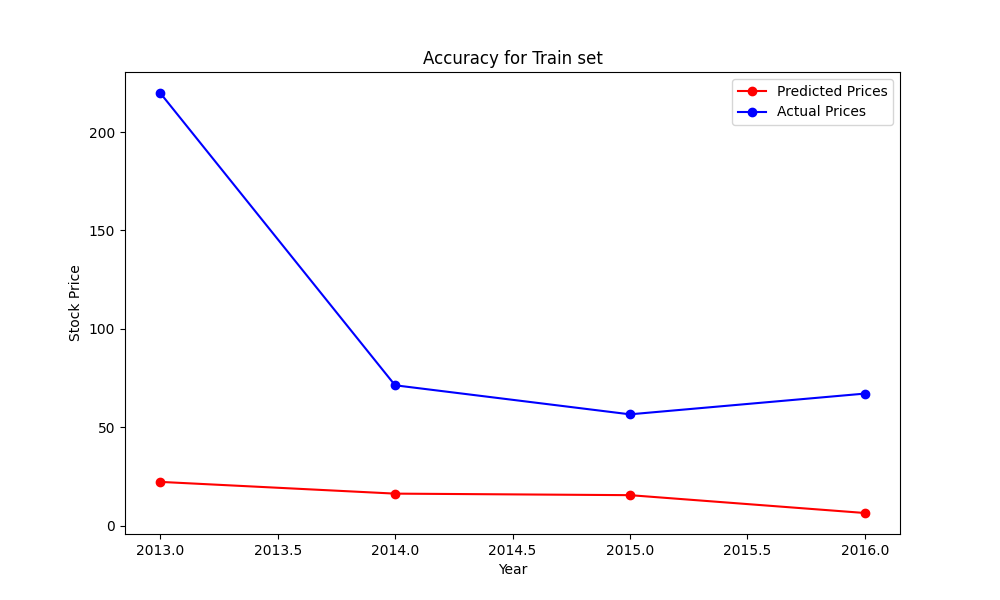 Accuracy for Train set
Predicted Prices
Actual Prices
Stock Price
200
150
100
50
0
2013.0 2013.5 2014.0 2014.5 2015.0 2015.5 2016.0
Year